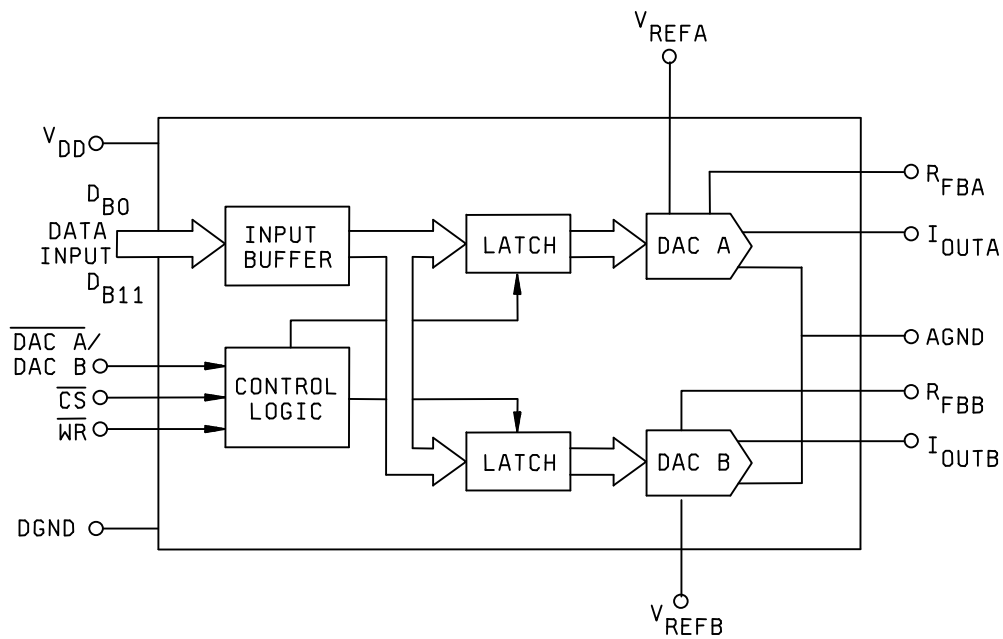 VREFA
VDD
DB0
DATA
INPUT
DB11
INPUT
BUFFER
LATCH
DAC A
RFBA
IOUTA
AGND
DAC A/
DAC B
CS
WR
CONTROL
LOGIC
LATCH
DAC B
RFBB
IOUTB
DGND
VREFB